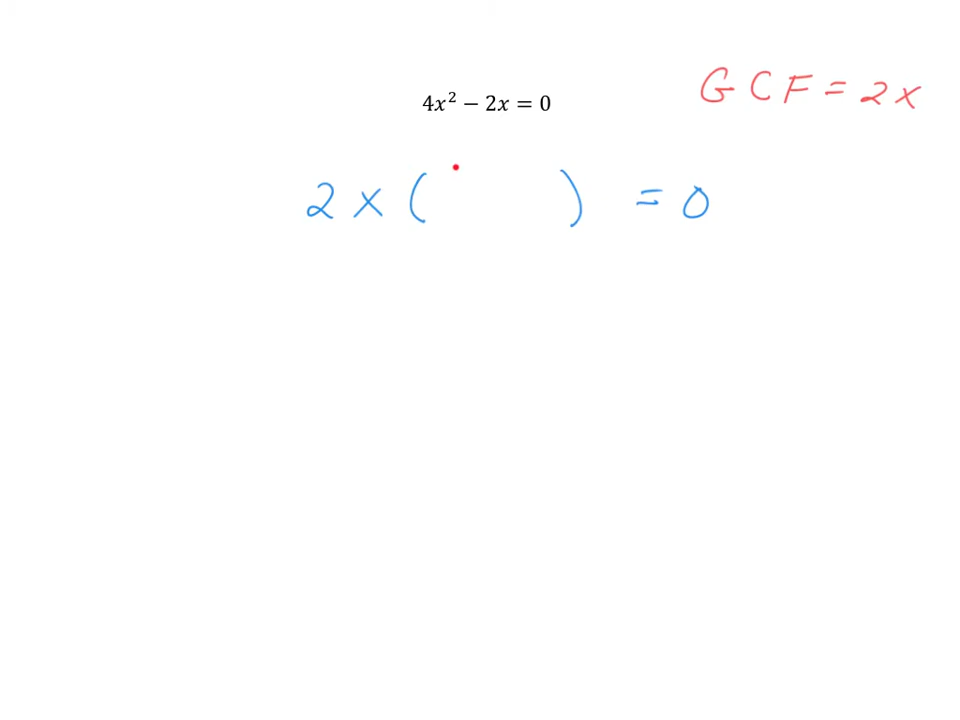 4x² − 2x = 0
GCF = 2x
2x (      ) = 0